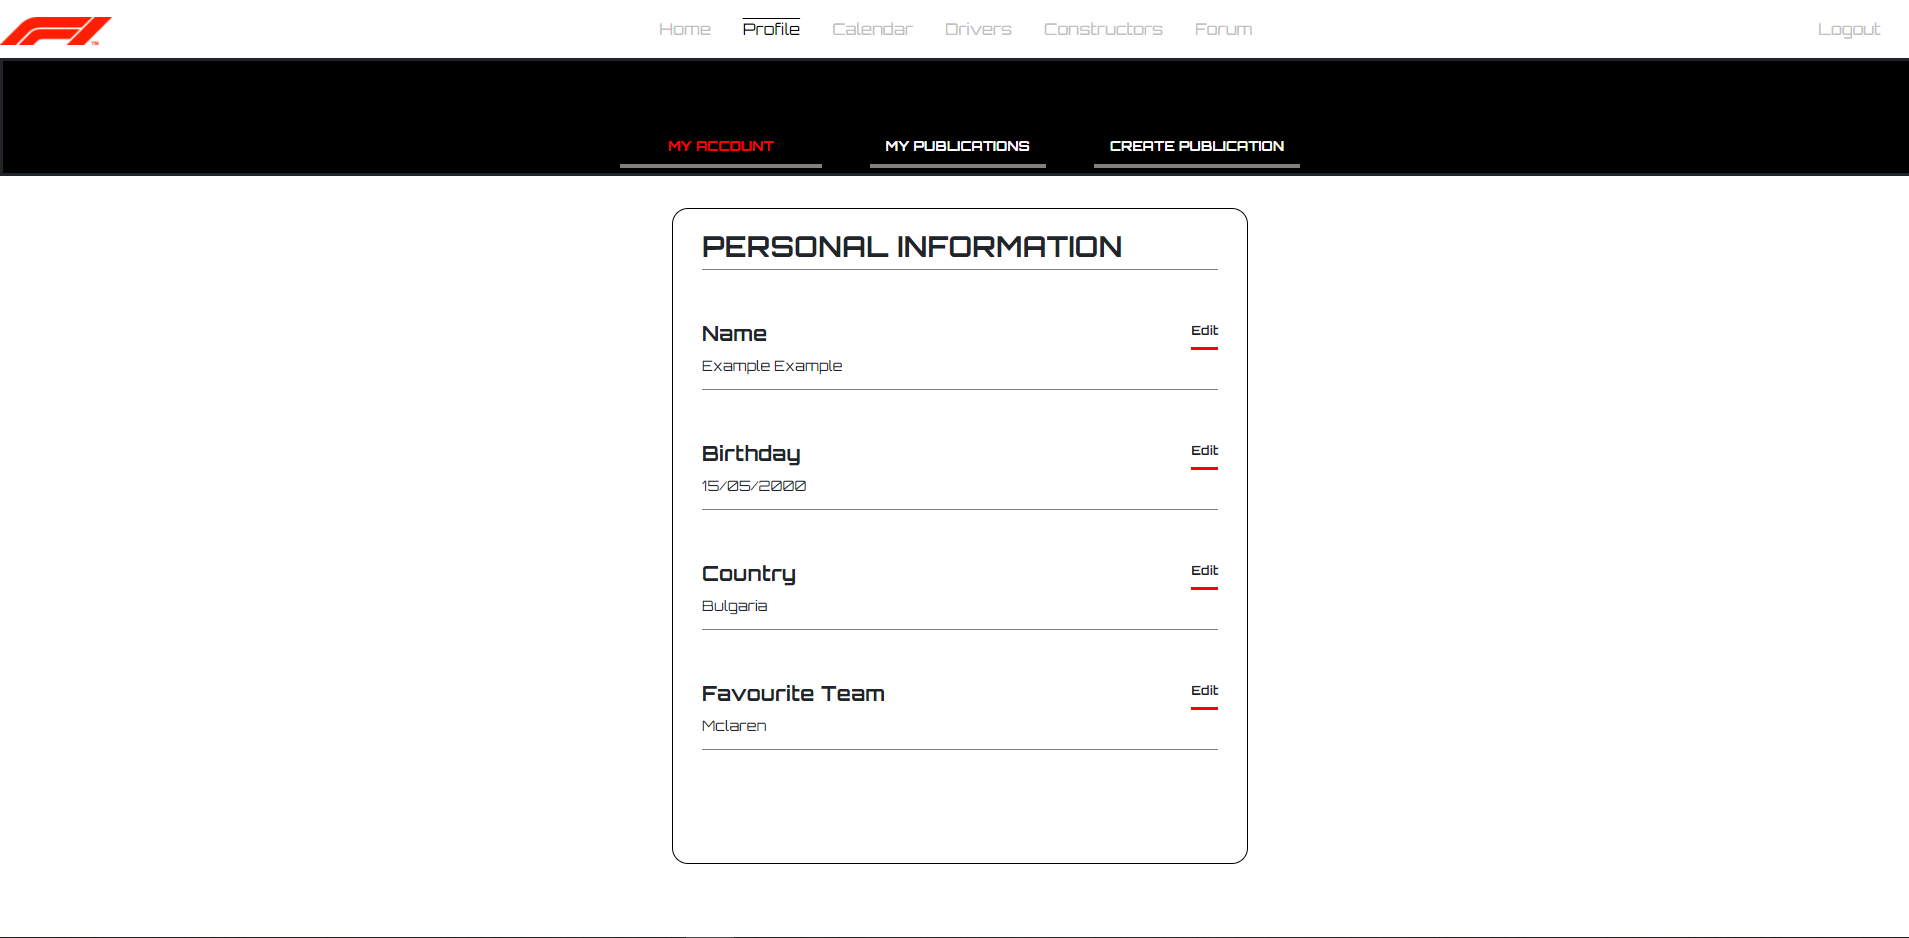 F1 ™ Home Profile Calendar Drivers Constructors Forum Logout
MY ACCOUNT MY PUBLICATIONS CREATE PUBLICATION
PERSONAL INFORMATION
Name Edit
Example Example
Birthday Edit
15/05/2000
Country Edit
Bulgaria
Favourite Team Edit
Mclaren